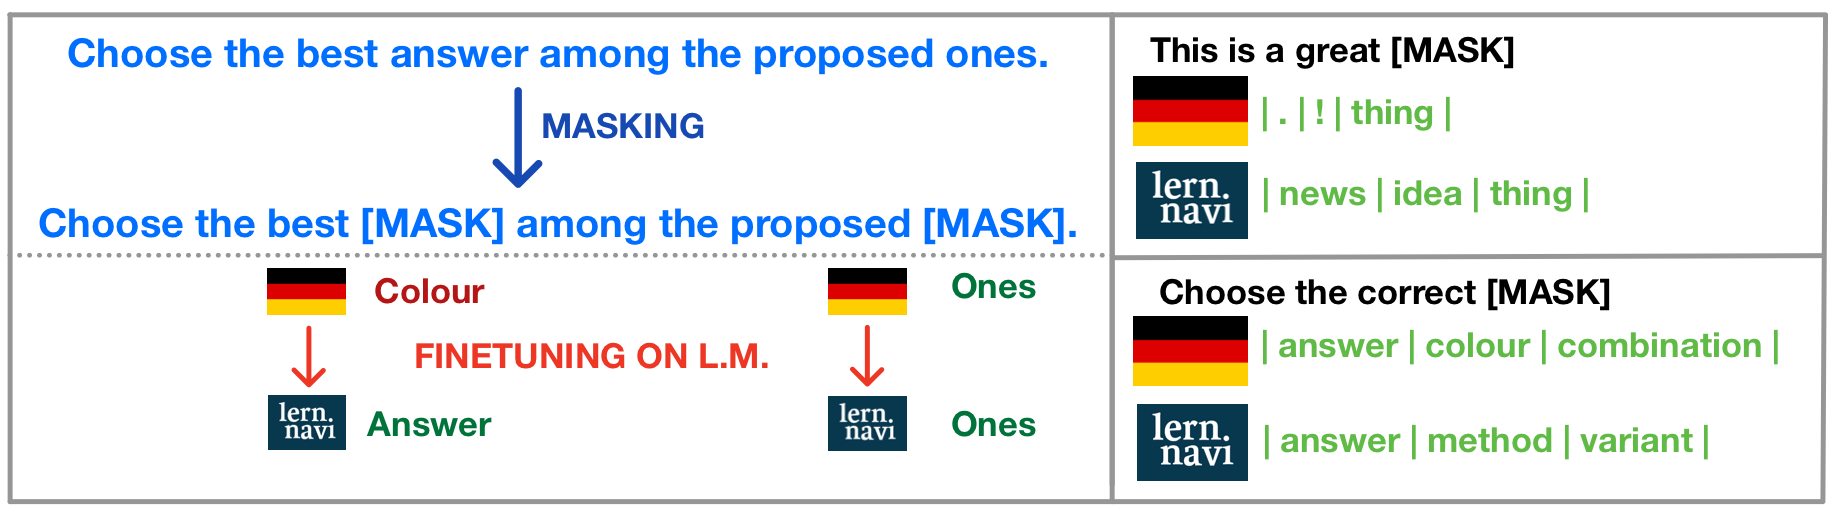 Choose the best answer among the proposed ones.
MASKING
Choose the best [MASK] among the proposed [MASK].
Colour
Ones
FINETUNING ON L.M.
lern.
navi
Answer
lern.
navi
Ones
This is a great [MASK]
| . | ! | thing |
lern.
navi
| news | idea | thing |
Choose the correct [MASK]
| answer | colour | combination |
lern.
navi
| answer | method | variant |